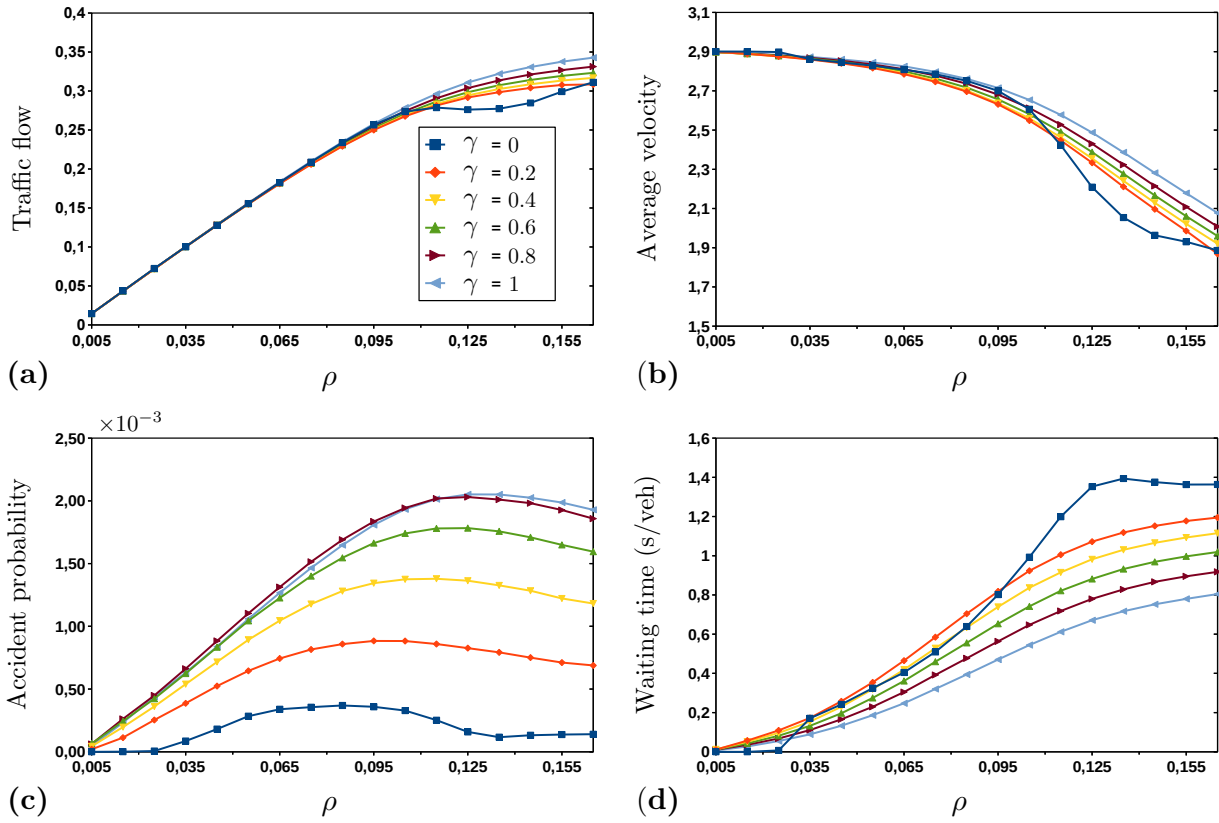 0,4
0,35
0,3
0,25
0,2
0,15
0,1
0,05
0
Traffic flow
γ = 0
γ = 0.2
γ = 0.4
γ = 0.6
γ = 0.8
γ = 1
0,005 0,035 0,065 0,095 0,125 0,155
(a) ρ
3,1
2,9
2,7
2,5
2,3
2,1
1,9
1,7
1,5
Average velocity
0,005 0,035 0,065 0,095 0,125 0,155
(b) ρ
×10−3
2,50
2,00
1,50
1,00
0,50
0,00
Accident probability
0,005 0,035 0,065 0,095 0,125 0,155
(c) ρ
1,6
1,4
1,2
1
0,8
0,6
0,4
0,2
0
Waiting time (s/veh)
0,005 0,035 0,065 0,095 0,125 0,155
(d) ρ